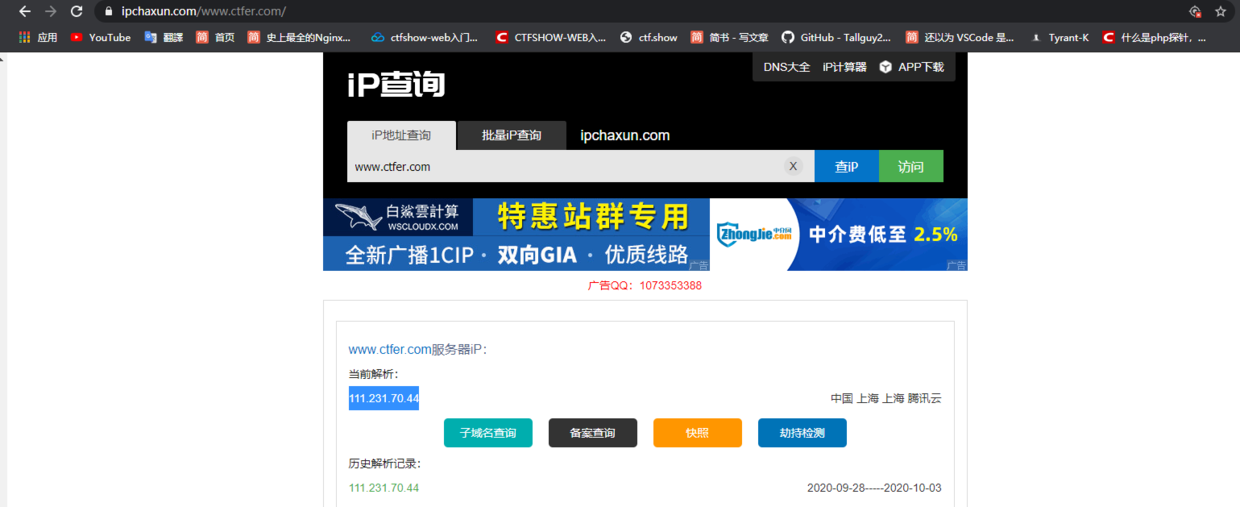 ipchaxun.com/www.ctfer.com/
应用 YouTube 翻譯 首页 史上最全的Nginx... ctfshow-web入门... CTFSHOW-WEB入... ctf.show 简书 - 写文章 GitHub - Tallguy2... 还以为 VSCode 是... Tyrant-K 什么是php探针，...
iP查询
DNS大全 iP计算器 APP下载
iP地址查询 批量iP查询 ipchaxun.com
www.ctfer.com X 查iP 访问
白鲨雲計算 WSCLOUDX.COM 特惠站群专用
全新广播1CIP · 双向GIA · 优质线路 广告
ZhongJie.com 中介网 中介费低至 2.5% 广告
广告QQ：1073353388
www.ctfer.com服务器iP：
当前解析：
111.231.70.44 中国 上海 上海 腾讯云
子域名查询 备案查询 快照 劫持检测
历史解析记录：
111.231.70.44 2020-09-28-----2020-10-03